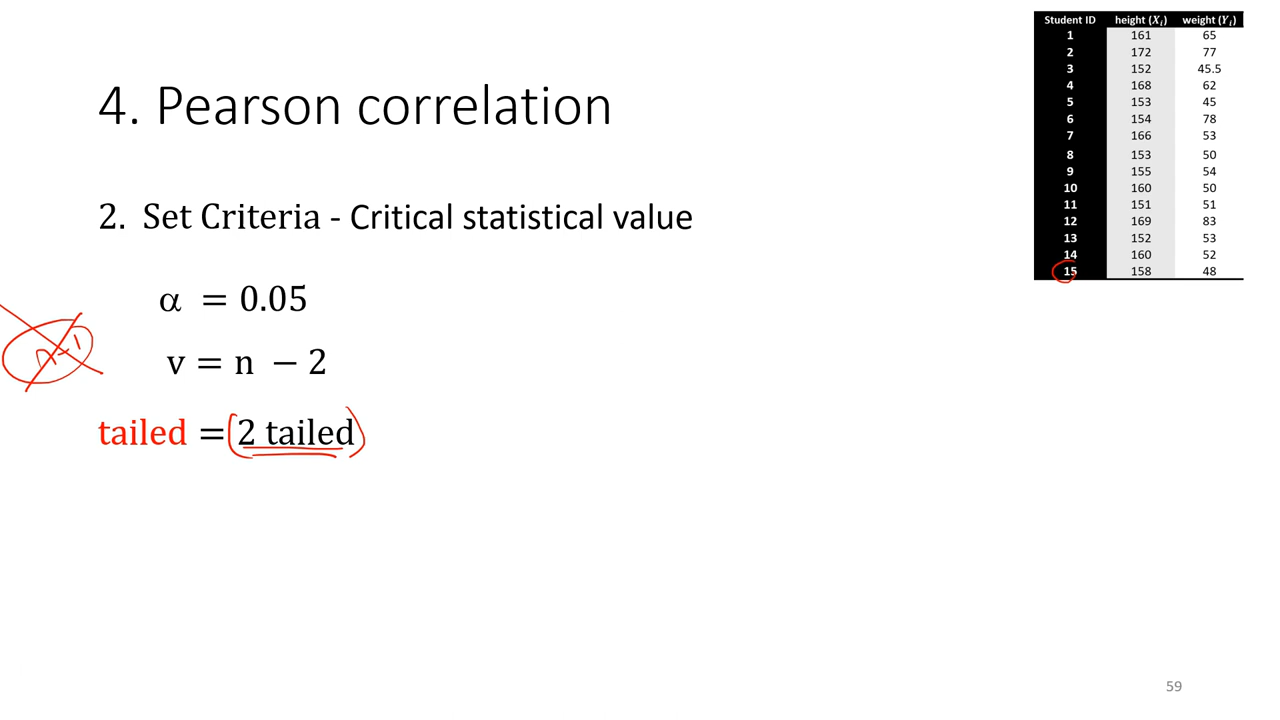 4. Pearson correlation
2. Set Criteria - Critical statistical value
α = 0.05
n-1
v = n − 2
tailed = (2 tailed)
Student ID height (Xᵢ) weight (Yᵢ)
1 161 65
2 172 77
3 152 45.5
4 168 62
5 153 45
6 154 78
7 166 53
8 153 50
9 155 54
10 160 50
11 151 51
12 169 83
13 152 53
14 160 52
15 158 48
59